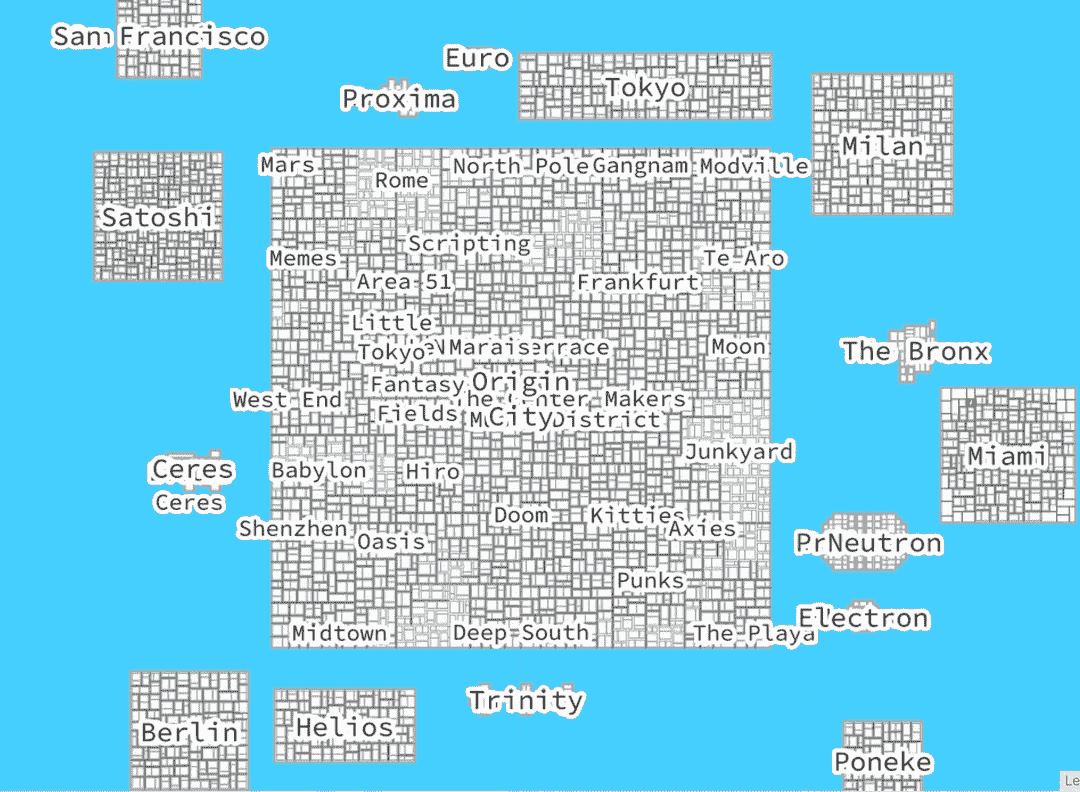 San Francisco
Euro
Tokyo
Proxima
Milan
Mars
North Pole
Gangnam
Modville
Rome
Satoshi
Scripting
Memes
Te Aro
Area 51
Frankfurt
Little
Tokyo
Marais
Moon
The Bronx
Fantasy
Fields
Origin
City
West End
Makers
District
Junkyard
Miami
Ceres
Babylon
Hiro
Ceres
Doom
Kitties
Axies
Shenzhen
Oasis
Neutron
Punks
Electron
Midtown
Deep South
The Playa
Trinity
Berlin
Helios
Poneke
Le